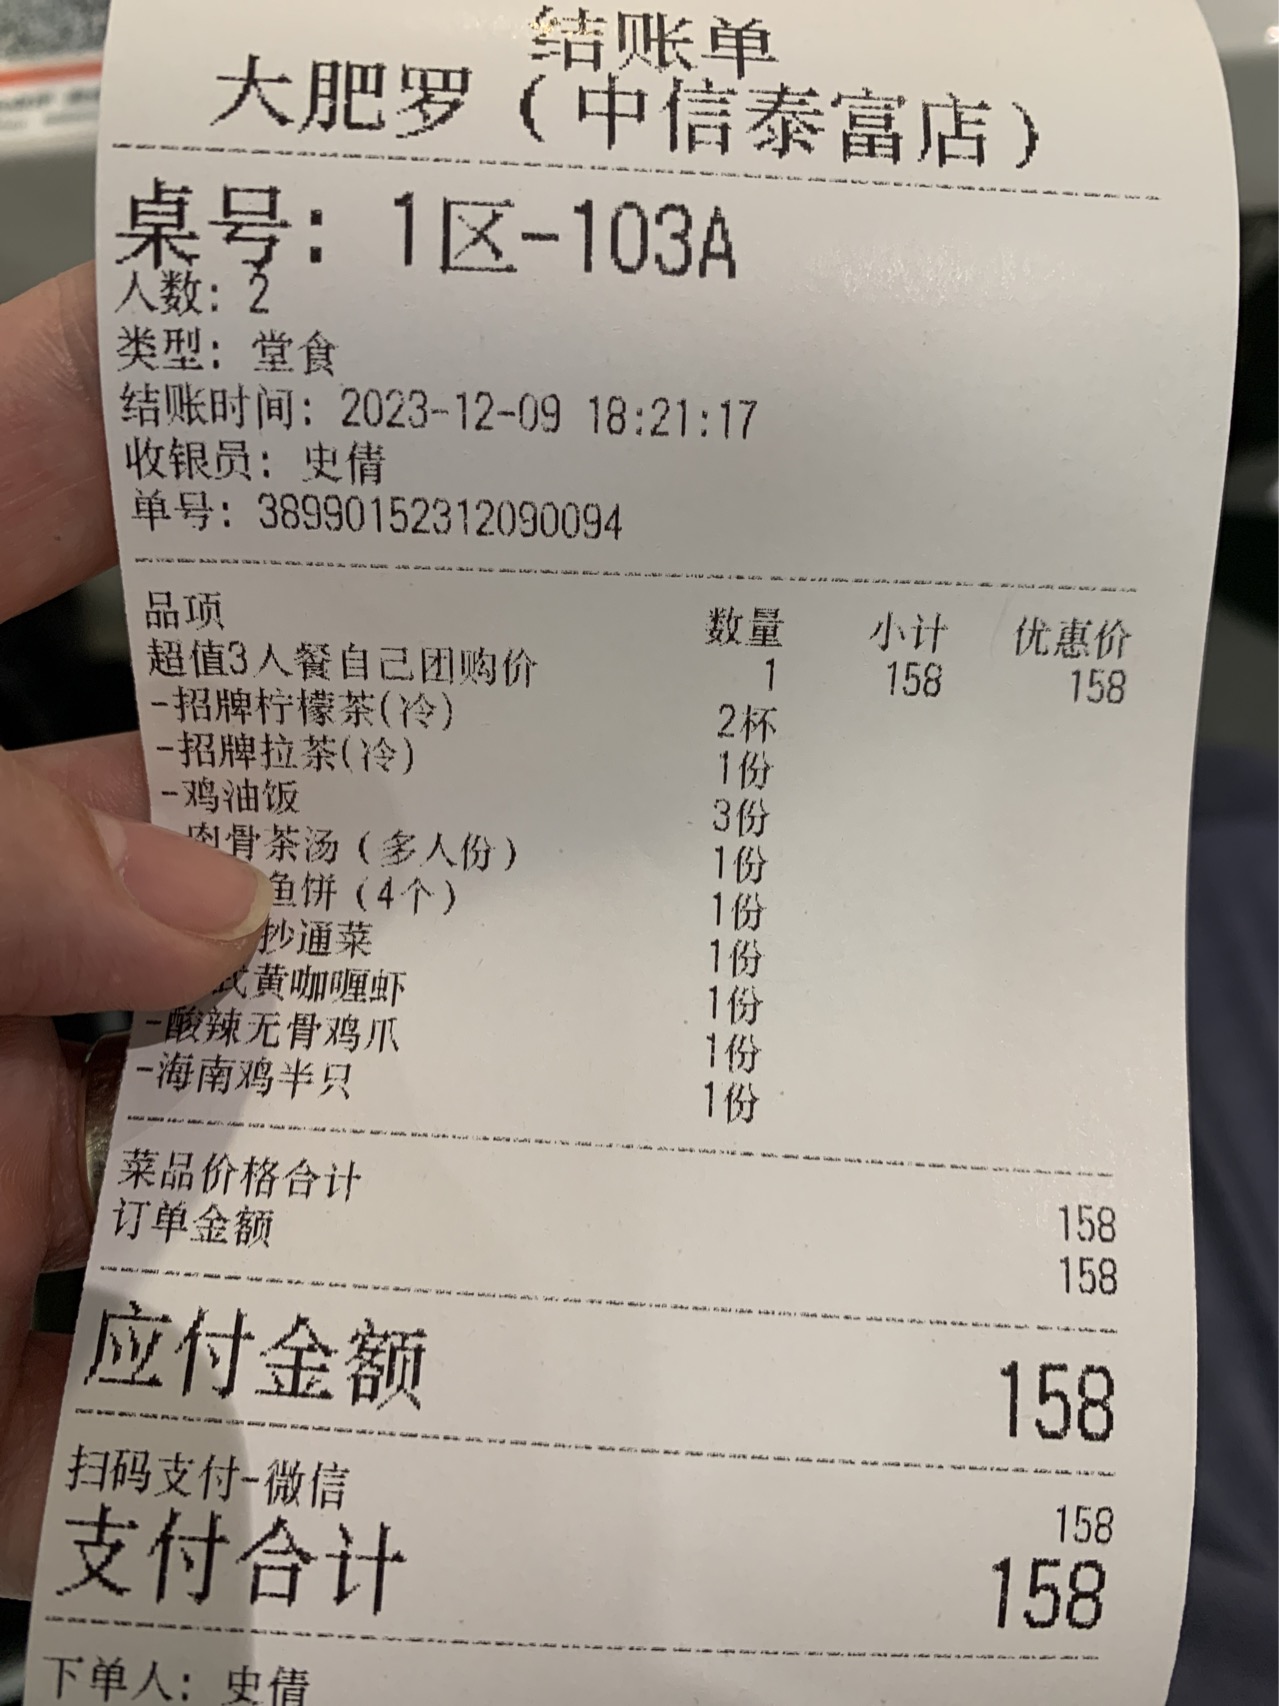 结账单
大肥罗（中信泰富店）
桌号：1区-103A
人数：2
类型：堂食
结账时间：2023-12-09 18:21:17
收银员：史倩
单号：38990152312090094
品项 数量 小计 优惠价
超值3人餐自己团购价 1 158 158
-招牌柠檬茶(冷) 2杯
-招牌拉茶(冷) 1份
-鸡油饭 3份
肉骨茶汤（多人份） 1份
鱼饼（4个） 1份
抄通菜 1份
式黄咖喱虾 1份
-酸辣无骨鸡爪 1份
-海南鸡半只 1份
菜品价格合计 158
订单金额 158
应付金额 158
扫码支付-微信 158
支付合计 158
下单人：史倩